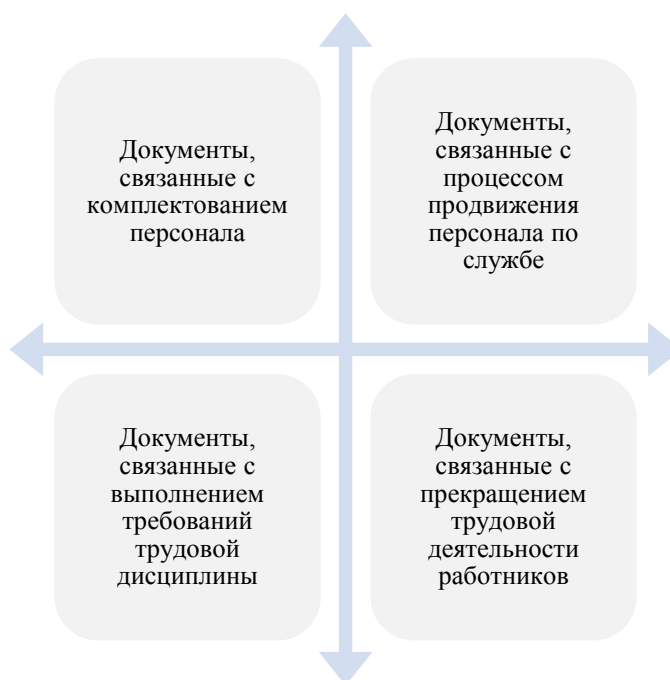 Документы,
связанные с
комплектованием
персонала
Документы,
связанные с
процессом
продвижения
персонала по
службе
Документы,
связанные с
выполнением
требований
трудовой
дисциплины
Документы,
связанные с
прекращением
трудовой
деятельности
работников